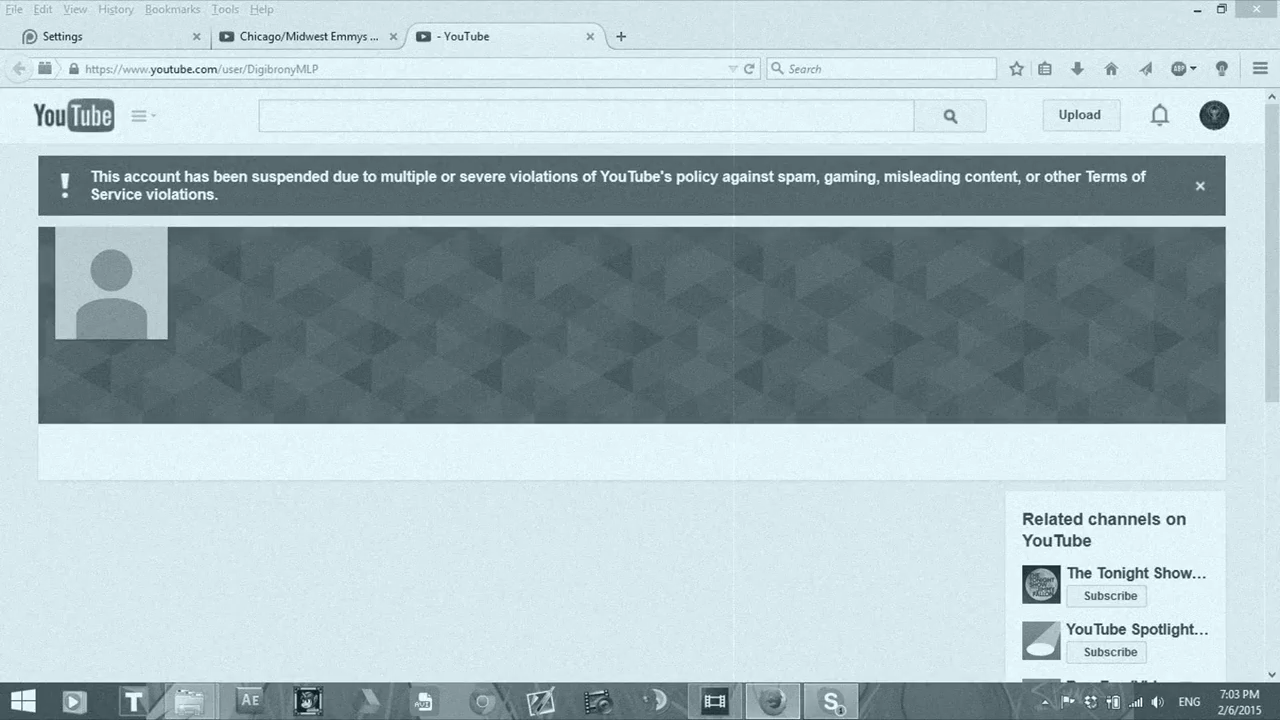 File Edit View History Bookmarks Tools Help
Settings
Chicago/Midwest Emmys ...
- YouTube
https://www.youtube.com/user/DigibronyMLP
Search
ABP
YouTube
Upload
This account has been suspended due to multiple or severe violations of YouTube's policy against spam, gaming, misleading content, or other Terms of
Service violations.
Related channels on
YouTube
The Tonight Show...
Subscribe
YouTube Spotlight...
Subscribe
T
AE
AVI
S
ENG
7:03 PM
2/6/2015